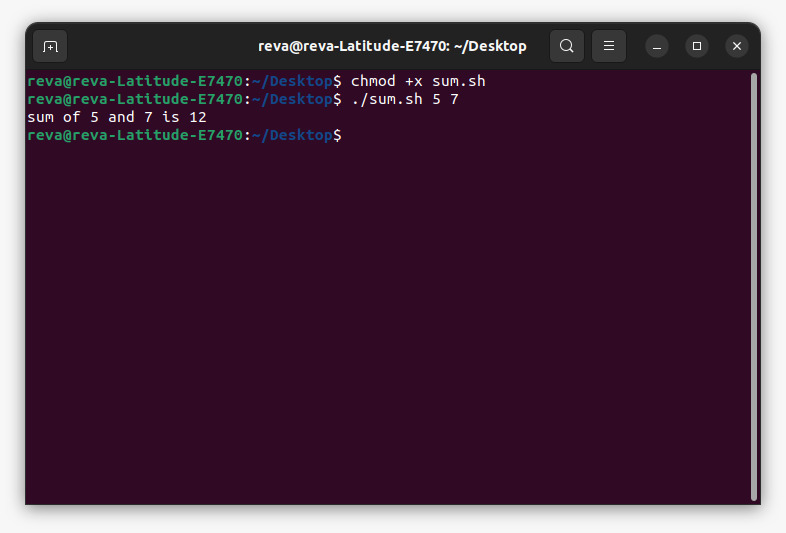 reva@reva-Latitude-E7470: ~/Desktop
reva@reva-Latitude-E7470:~/Desktop$ chmod +x sum.sh
reva@reva-Latitude-E7470:~/Desktop$ ./sum.sh 5 7
sum of 5 and 7 is 12
reva@reva-Latitude-E7470:~/Desktop$